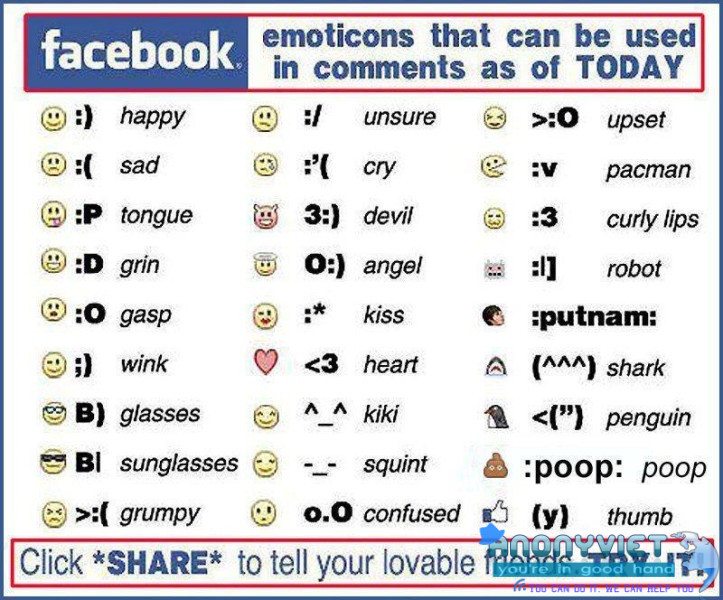 facebook
emoticons that can be used
in comments as of TODAY
:) happy :/ unsure >:O upset
:( sad :'( cry :v pacman
:P tongue 3:) devil :3 curly lips
:D grin O:) angel :|] robot
:O gasp :* kiss :putnam:
;) wink <3 heart (^^^) shark
B) glasses ^_^ kiki <(") penguin
B| sunglasses -_- squint :poop: poop
>:( grumpy o.O confused (y) thumb
Click *SHARE* to tell your lovable
ANONYVIET
you're in good hand
YOU CAN DO IT, WE CAN HELP YOU